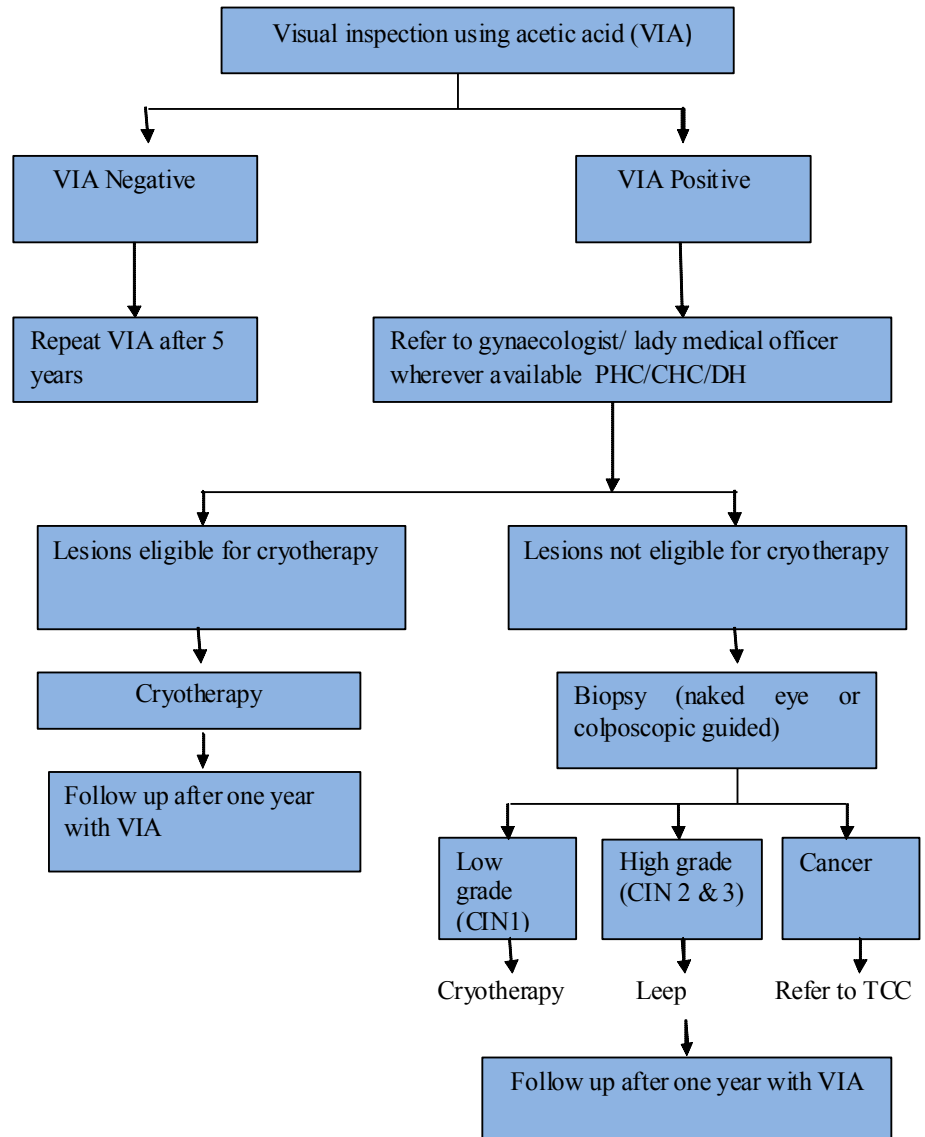 Visual inspection using acetic acid (VIA)
VIA Negative
VIA Positive
Repeat VIA after 5
years
Refer to gynaecologist/ lady medical officer
wherever available PHC/CHC/DH
Lesions eligible for cryotherapy
Lesions not eligible for cryotherapy
Cryotherapy
Biopsy (naked eye or
colposcopic guided)
Follow up after one year
with VIA
Low
grade
(CIN1)
High grade
(CIN 2 & 3)
Cancer
Cryotherapy
Leep
Refer to TCC
Follow up after one year with VIA